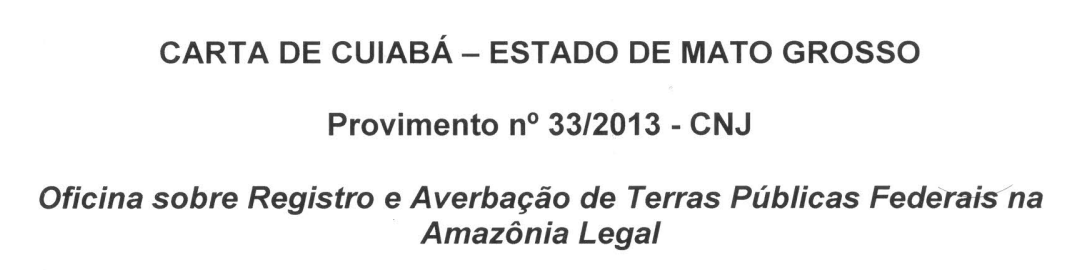 CARTA DE CUIABÁ – ESTADO DE MATO GROSSO
Provimento nº 33/2013 - CNJ
Oficina sobre Registro e Averbação de Terras Públicas Federais na
Amazônia Legal